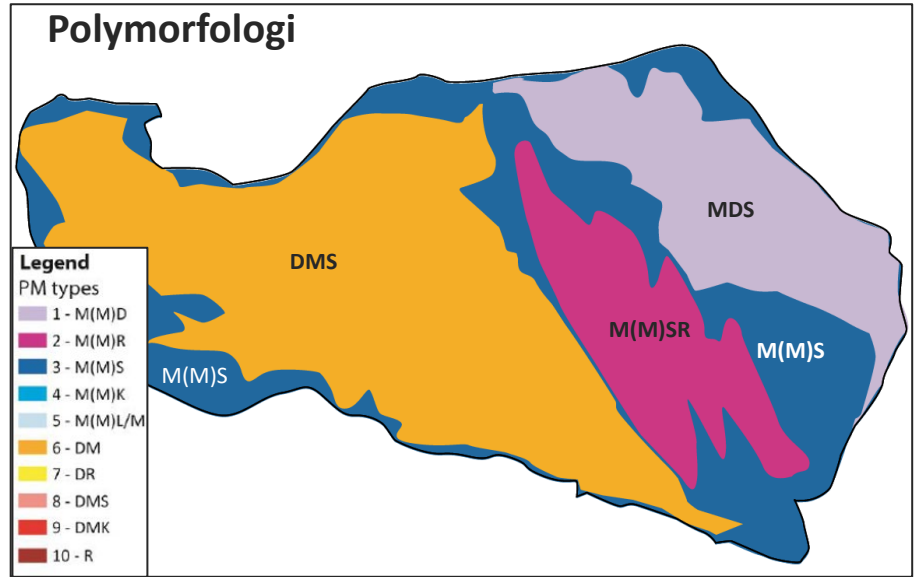 Polymorfologi
MDS
DMS
M(M)SR
M(M)S
M(M)S
Legend
PM types
1 - M(M)D
2 - M(M)R
3 - M(M)S
4 - M(M)K
5 - M(M)L/M
6 - DM
7 - DR
8 - DMS
9 - DMK
10 - R